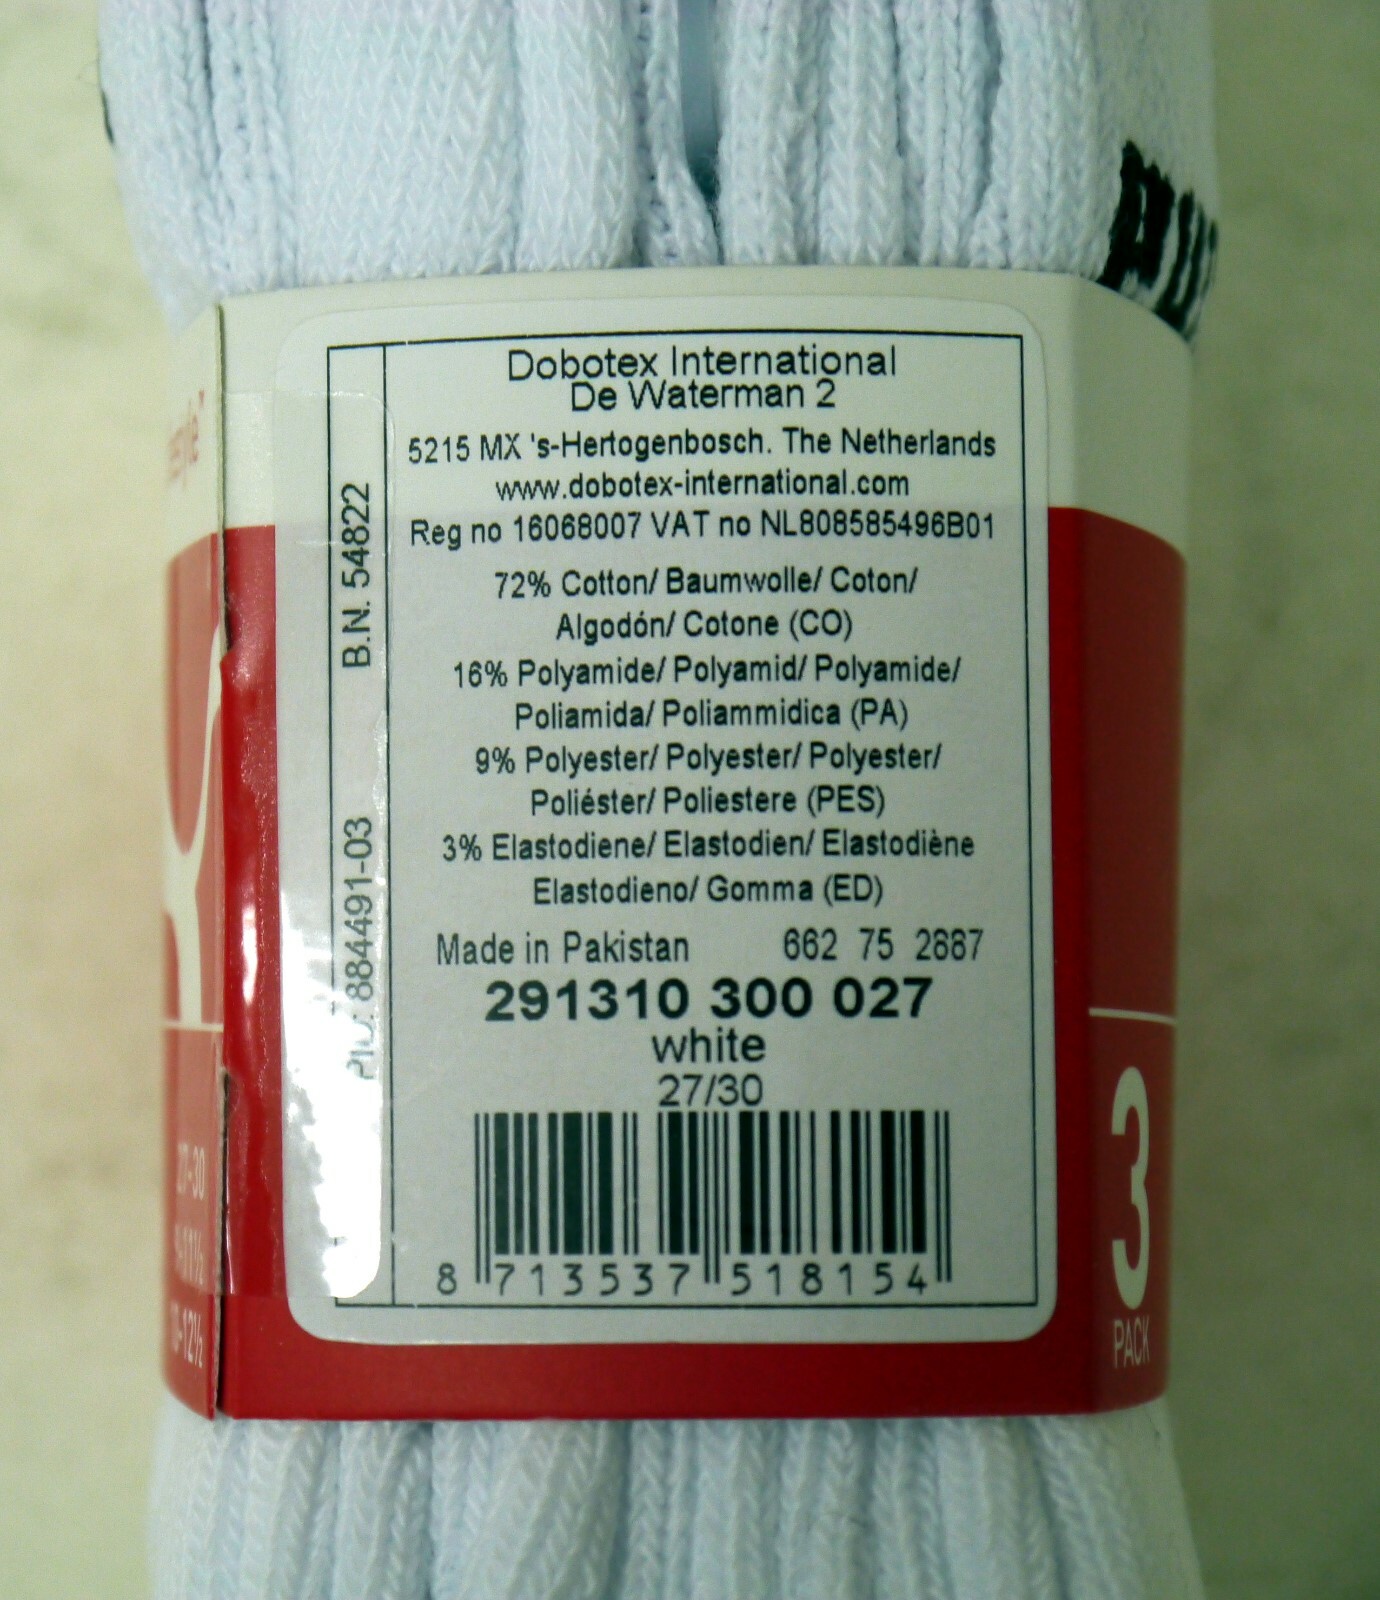 Dobotex International
De Waterman 2
5215 MX 's-Hertogenbosch. The Netherlands
www.dobotex-international.com
Reg no 16068007 VAT no NL808585496B01
72% Cotton/ Baumwolle/ Coton/
Algodón/ Cotone (CO)
16% Polyamide/ Polyamid/ Polyamide/
Poliamida/ Poliammidica (PA)
9% Polyester/ Polyester/ Polyester/
Poliéster/ Poliestere (PES)
3% Elastodiene/ Elastodien/ Elastodiène
Elastodieno/ Gomma (ED)
Made in Pakistan 662 75 2687
291310 300 027
white
27/30
8 713537 518154
B.N. 54822
884491-03
3
PACK